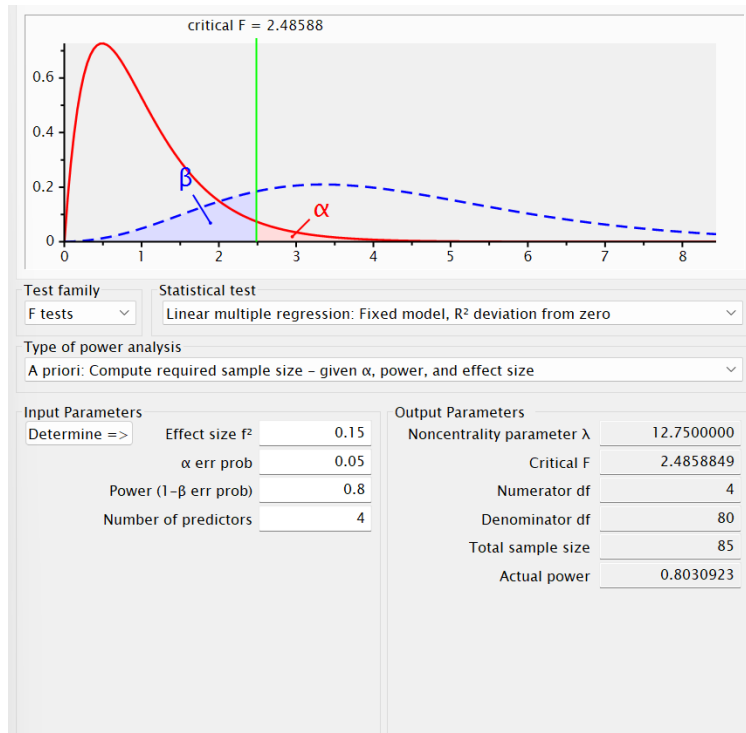 critical F = 2.48588
0.6
0.4
β
0.2
α
0
0 1 2 3 4 5 6 7 8
Test family Statistical test
F tests Linear multiple regression: Fixed model, R² deviation from zero
Type of power analysis
A priori: Compute required sample size – given α, power, and effect size
Input Parameters
Determine => Effect size f² 0.15
α err prob 0.05
Power (1-β err prob) 0.8
Number of predictors 4
Output Parameters
Noncentrality parameter λ 12.7500000
Critical F 2.4858849
Numerator df 4
Denominator df 80
Total sample size 85
Actual power 0.8030923